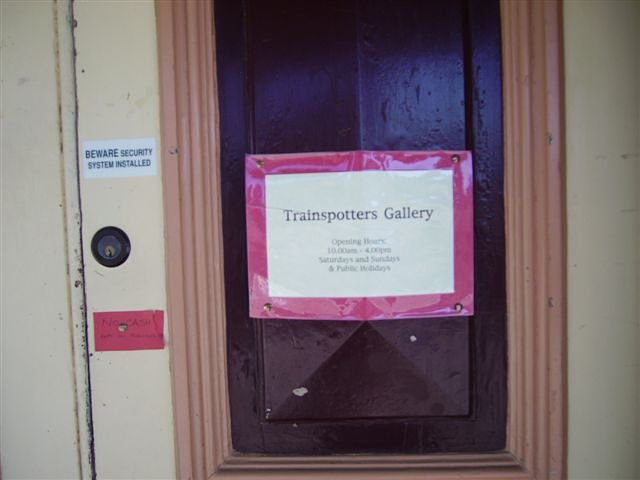 BEWARE SECURITY
SYSTEM INSTALLED
Trainspotters Gallery
Opening Hours:
10.00am - 4.00pm
Saturdays and Sundays
& Public Holidays
NO CASH